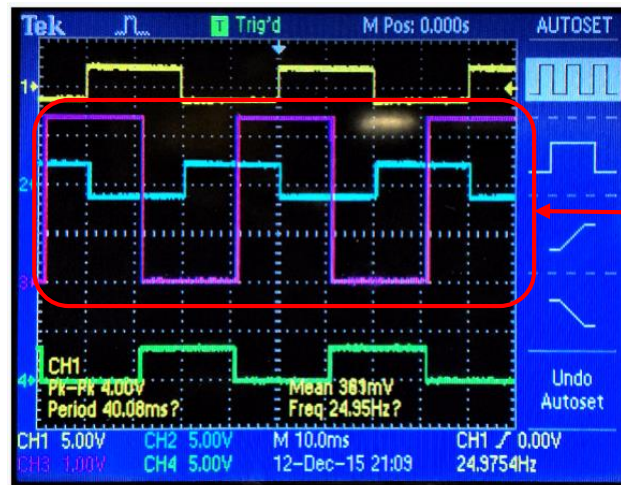 Tek T Trig'd M Pos: 0.000s AUTOSET
1
2
3
CH1
Pk-Pk 4.00V Mean 361mV
4
Period 40.08ms? Freq 24.95Hz?
Undo
Autoset
CH1 5.00V CH2 5.00V M 10.0ms CH1 0.00V
CH3 1.00V CH4 5.00V 12-Dec-15 21:09 24.9754Hz